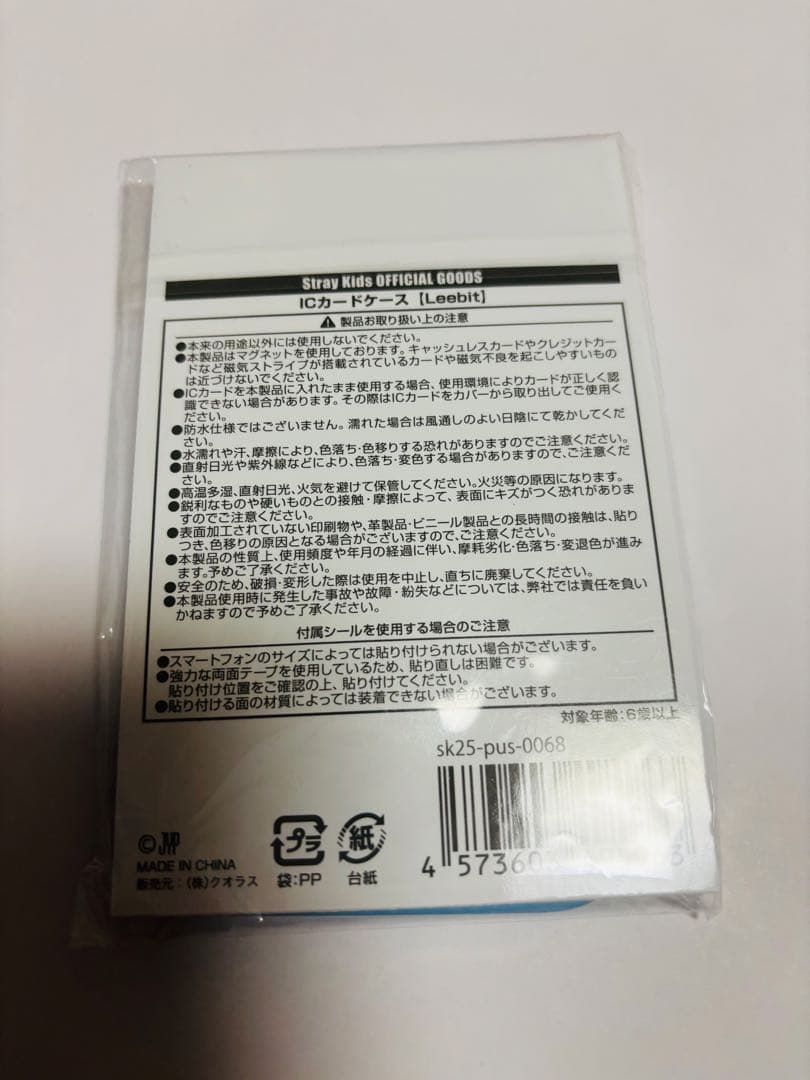 Stray Kids OFFICIAL GOODS
ICカードケース【Leebit】
製品お取り扱い上の注意
●本来の用途以外には使用しないでください。
●本製品はマグネットを使用しております。キャッシュレスカードやクレジットカー
ドなど磁気ストライプが搭載されているカードや磁気不良を起こしやすいもの
は近づけないでください。
●ICカードを本製品に入れたまま使用する場合、使用環境によりカードが正しく認
識できない場合があります。その際はICカードをカバーから取り出してご使用く
ださい。
●防水仕様ではございません。濡れた場合は風通しのよい日陰にて乾かしてくだ
さい。
●水濡れや汗、摩擦により、色落ち・色移りする恐れがありますのでご注意ください。
●直射日光や紫外線などにより、色落ち・変色する場合がありますので、ご注意くだ
さい。
●高温多湿、直射日光、火気を避けて保管してください。火災等の原因になります。
●鋭利なものや硬いものとの接触・摩擦によって、表面にキズがつく恐れがありま
すのでご注意ください。
●表面加工されていない印刷物や、革製品・ビニール製品との長時間の接触は、貼り
つき、色移りの原因となる場合がございますので、ご注意ください。
●本製品の性質上、使用頻度や年月の経過に伴い、摩耗劣化・色落ち・変退色が進み
ます。予めご了承ください。
●安全のため、破損・変形した際は使用を中止し、直ちに廃棄してください。
●本製品使用時に発生した事故や故障・紛失などについては、弊社では責任を負い
かねますので予めご了承ください。
付属シールを使用する場合のご注意
●スマートフォンのサイズによっては貼り付けられない場合がございます。
●強力な両面テープを使用しているため、貼り直しは困難です。
貼り付け位置をご確認の上、貼り付けてください。
●貼り付ける面の材質によっては装着できない場合がございます。
対象年齢:6歳以上
sk25-pus-0068
©JYP
MADE IN CHINA
販売元:(株)クオラス
プラ
袋:PP
紙
台紙
4 57360 3